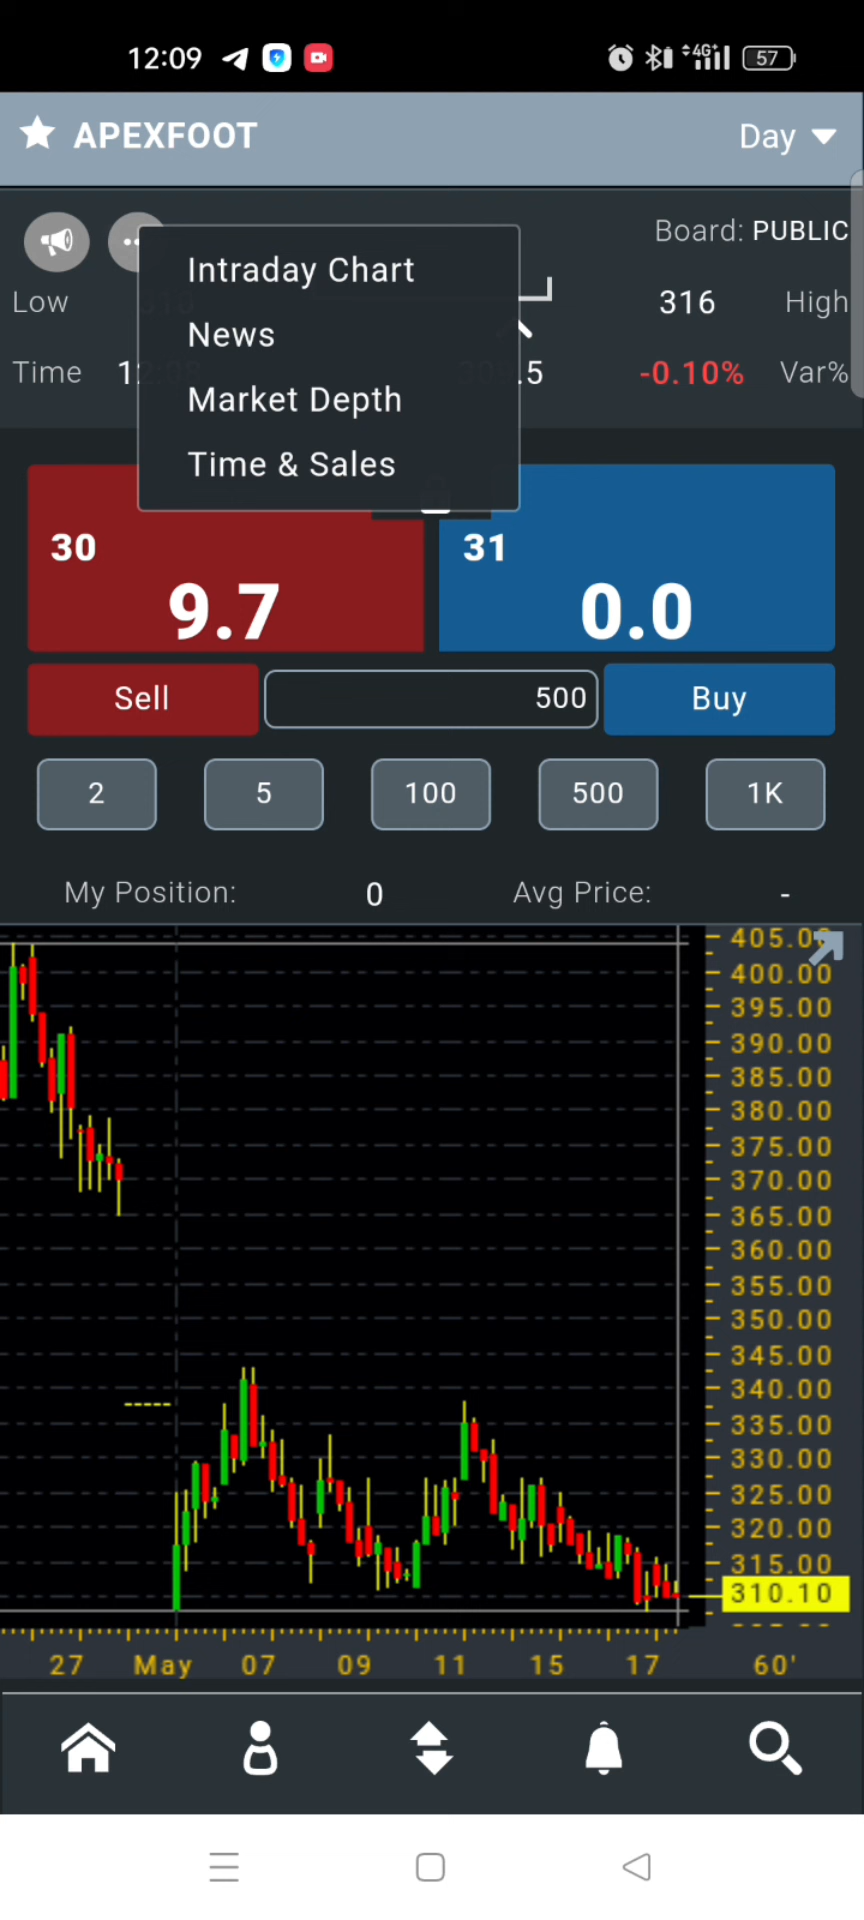 12:09 4G+ 57
APEXFOOT Day
Board: PUBLIC
Intraday Chart
Low 316 High
News
Time -0.10% Var%
Market Depth
Time & Sales
30 31
9.7 0.0
Sell 500 Buy
2 5 100 500 1K
My Position: 0 Avg Price: -
405.00
400.00
395.00
390.00
385.00
380.00
375.00
370.00
365.00
360.00
355.00
350.00
345.00
340.00
335.00
330.00
325.00
320.00
315.00
310.10
27 May 07 09 11 15 17 60'